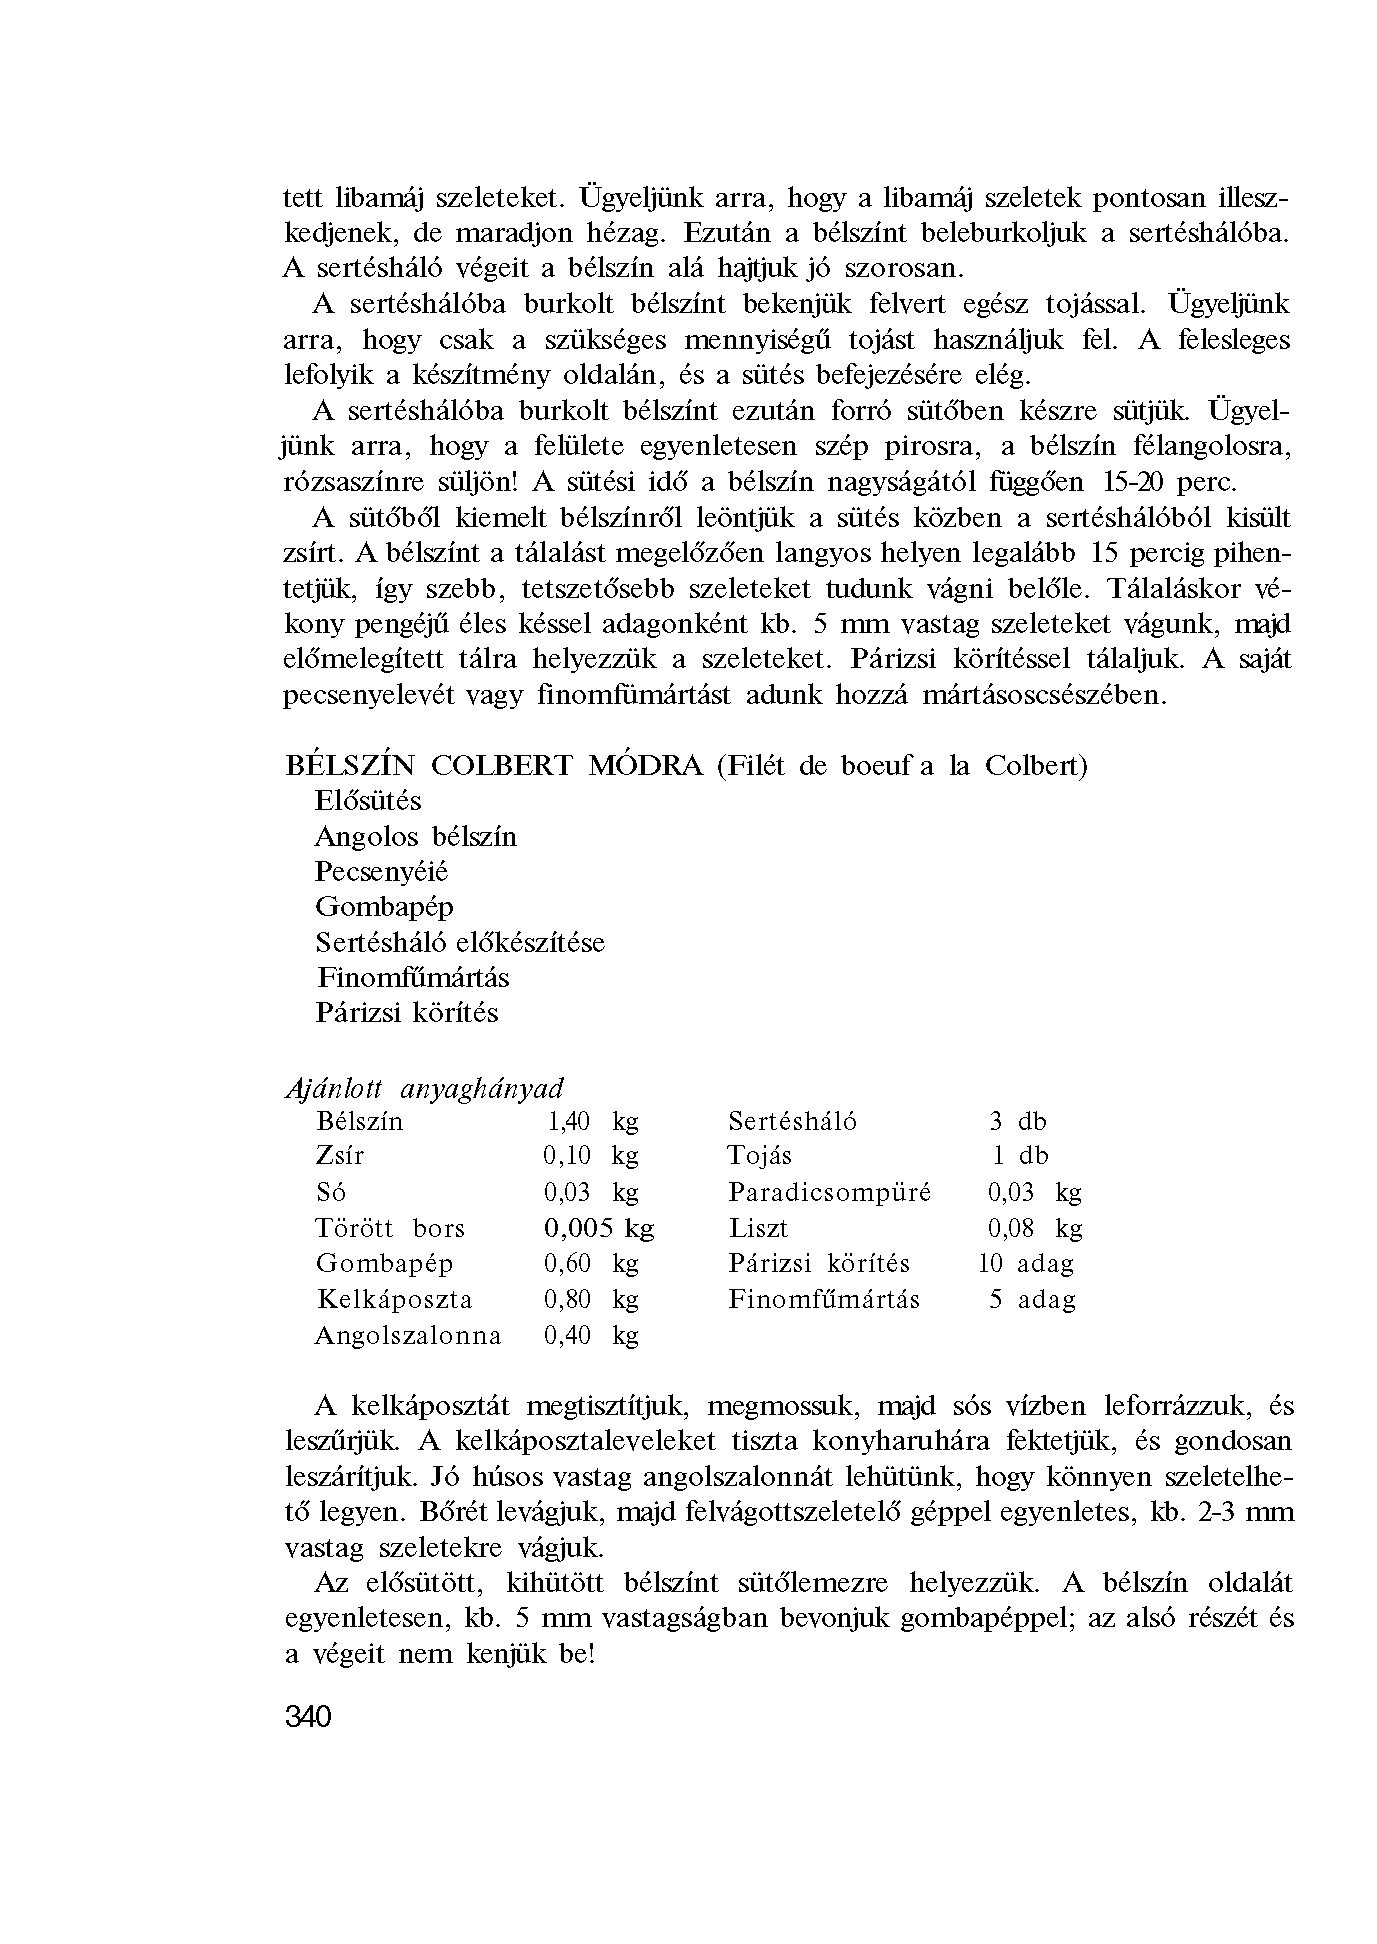 tett libamáj szeleteket. Ügyeljünk arra, hogy a libamáj szeletek pontosan illesz-
kedjenek, de maradjon hézag. Ezután a bélszínt beleburkoljuk a sertéshálóba.
A sertésháló végeit a bélszín alá hajtjuk jó szorosan.
A sertéshálóba burkolt bélszínt bekenjük felvert egész tojással. Ügyeljünk
arra, hogy csak a szükséges mennyiségű tojást használjuk fel. A felesleges
lefolyik a készítmény oldalán, és a sütés befejezésére elég.
A sertéshálóba burkolt bélszínt ezután forró sütőben készre sütjük. Ügyel-
jünk arra, hogy a felülete egyenletesen szép pirosra, a bélszín félangolosra,
rózsaszínre süljön! A sütési idő a bélszín nagyságától függően 15-20 perc.
A sütőből kiemelt bélszínről leöntjük a sütés közben a sertéshálóból kisült
zsírt. A bélszínt a tálalást megelőzően langyos helyen legalább 15 percig pihen-
tetjük, így szebb, tetszetősebb szeleteket tudunk vágni belőle. Tálaláskor vé-
kony pengéjű éles késsel adagonként kb. 5 mm vastag szeleteket vágunk, majd
előmelegített tálra helyezzük a szeleteket. Párizsi körítéssel tálaljuk. A saját
pecsenyelevét vagy finomfümártást adunk hozzá mártásoscsészében.
BÉLSZÍN COLBERT MÓDRA (Filét de boeuf a la Colbert)
Elősütés
Angolos bélszín
Pecsenyéié
Gombapép
Sertésháló előkészítése
Finomfűmártás
Párizsi körítés
Ajánlott anyaghányad
Bélszín 1,40 kg Sertésháló 3 db
Zsír 0,10 kg Tojás 1 db
Só 0,03 kg Paradicsompüré 0,03 kg
Törött bors 0,005 kg Liszt 0,08 kg
Gombapép 0,60 kg Párizsi körítés 10 adag
Kelkáposzta 0,80 kg Finomfűmártás 5 adag
Angolszalonna 0,40 kg
A kelkáposztát megtisztítjuk, megmossuk, majd sós vízben leforrázzuk, és
leszűrjük. A kelkáposztaleveleket tiszta konyharuhára fektetjük, és gondosan
leszárítjuk. Jó húsos vastag angolszalonnát lehütünk, hogy könnyen szeletelhe-
tő legyen. Bőrét levágjuk, majd felvágottszeletelő géppel egyenletes, kb. 2-3 mm
vastag szeletekre vágjuk.
Az elősütött, kihütött bélszínt sütőlemezre helyezzük. A bélszín oldalát
egyenletesen, kb. 5 mm vastagságban bevonjuk gombapéppel; az alsó részét és
a végeit nem kenjük be!
340